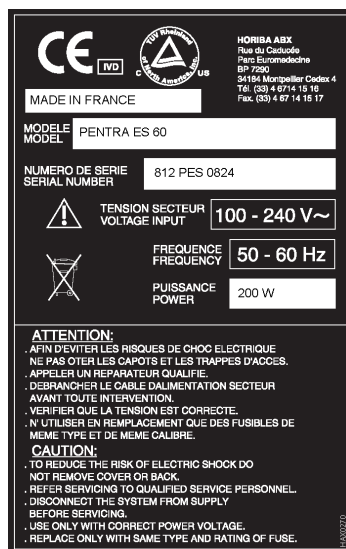 CE
IVD
TUV Rheinland
of North America, Inc.
C US
HORIBA ABX
Rue du Caducée
Parc Euromedecine
BP 7290
34184 Montpellier Cedex 4
Tél. (33) 4 6714 15 16
Fax. (33) 4 67 14 15 17
MADE IN FRANCE
MODELE
MODEL
PENTRA ES 60
NUMERO DE SERIE
SERIAL NUMBER
812 PES 0824
TENSION SECTEUR
VOLTAGE INPUT
100 - 240 V~
FREQUENCE
FREQUENCY
50 - 60 Hz
PUISSANCE
POWER
200 W
ATTENTION:
. AFIN D'EVITER LES RISQUES DE CHOC ELECTRIQUE
NE PAS OTER LES CAPOTS ET LES TRAPPES D'ACCES.
. APPELER UN REPARATEUR QUALIFIE.
. DEBRANCHER LE CABLE DALIMENTATION SECTEUR
AVANT TOUTE INTERVENTION.
. VERIFIER QUE LA TENSION EST CORRECTE.
. N' UTILISER EN REMPLACEMENT QUE DES FUSIBLES DE
MEME TYPE ET DE MEME CALIBRE.
CAUTION:
. TO REDUCE THE RISK OF ELECTRIC SHOCK DO
NOT REMOVE COVER OR BACK.
. REFER SERVICING TO QUALIFIED SERVICE PERSONNEL.
. DISCONNECT THE SYSTEM FROM SUPPLY
BEFORE SERVICING.
. USE ONLY WITH CORRECT POWER VOLTAGE.
. REPLACE ONLY WITH SAME TYPE AND RATING OF FUSE.
HAX0270